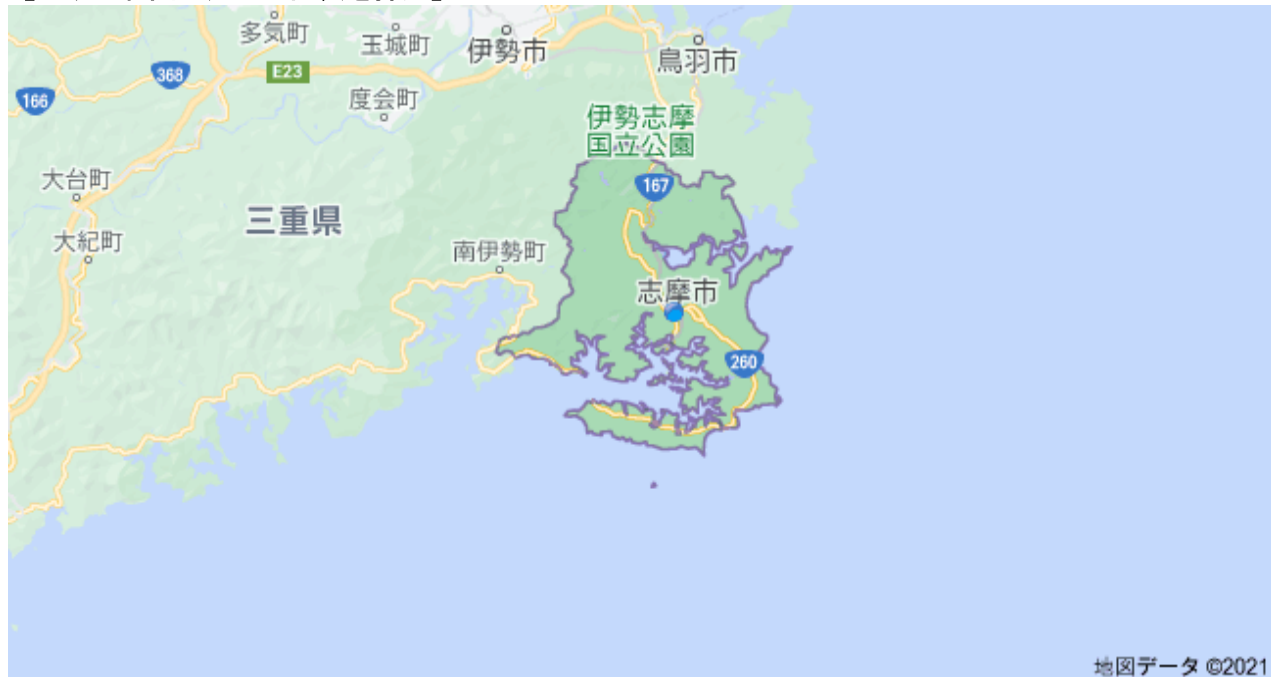 多気町
玉城町
伊勢市
鳥羽市
368
E23
166
度会町
伊勢志摩
国立公園
大台町
167
三重県
大紀町
南伊勢町
志摩市
260
地図データ ©2021